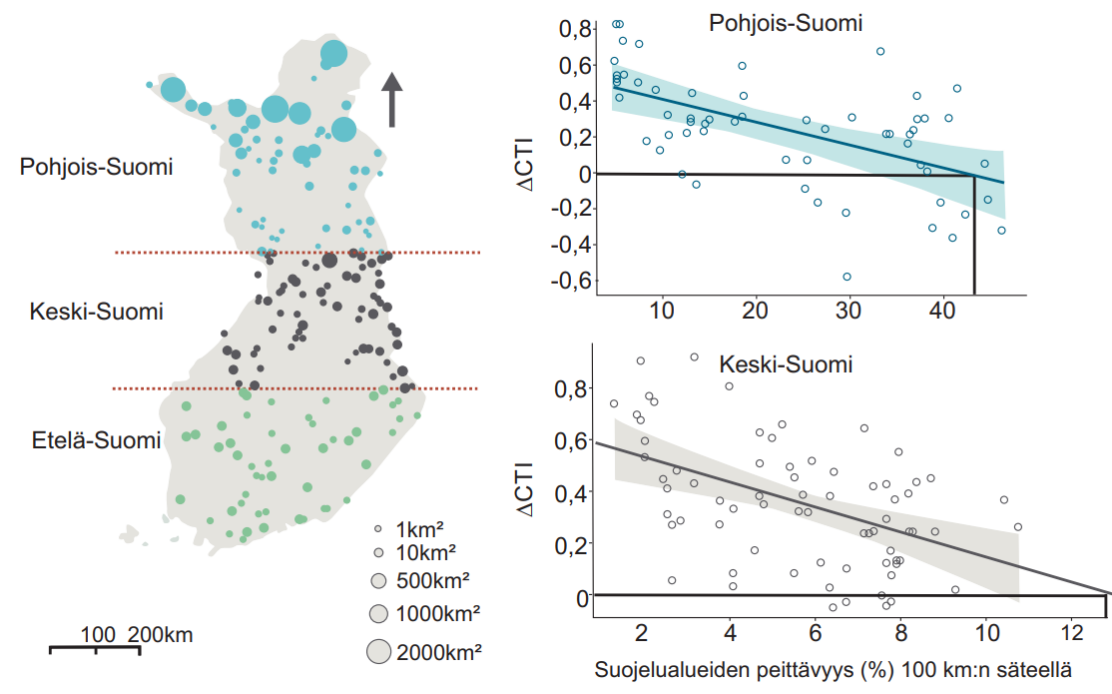 Pohjois-Suomi
Keski-Suomi
Etelä-Suomi
1km²
10km²
500km²
1000km²
2000km²
100 200km
Pohjois-Suomi
ΔCTI
0,8
0,6
0,4
0,2
0
-0,2
-0,4
-0,6
10 20 30 40
Keski-Suomi
ΔCTI
0,8
0,6
0,4
0,2
0
2 4 6 8 10 12
Suojelualueiden peittävyys (%) 100 km:n säteellä